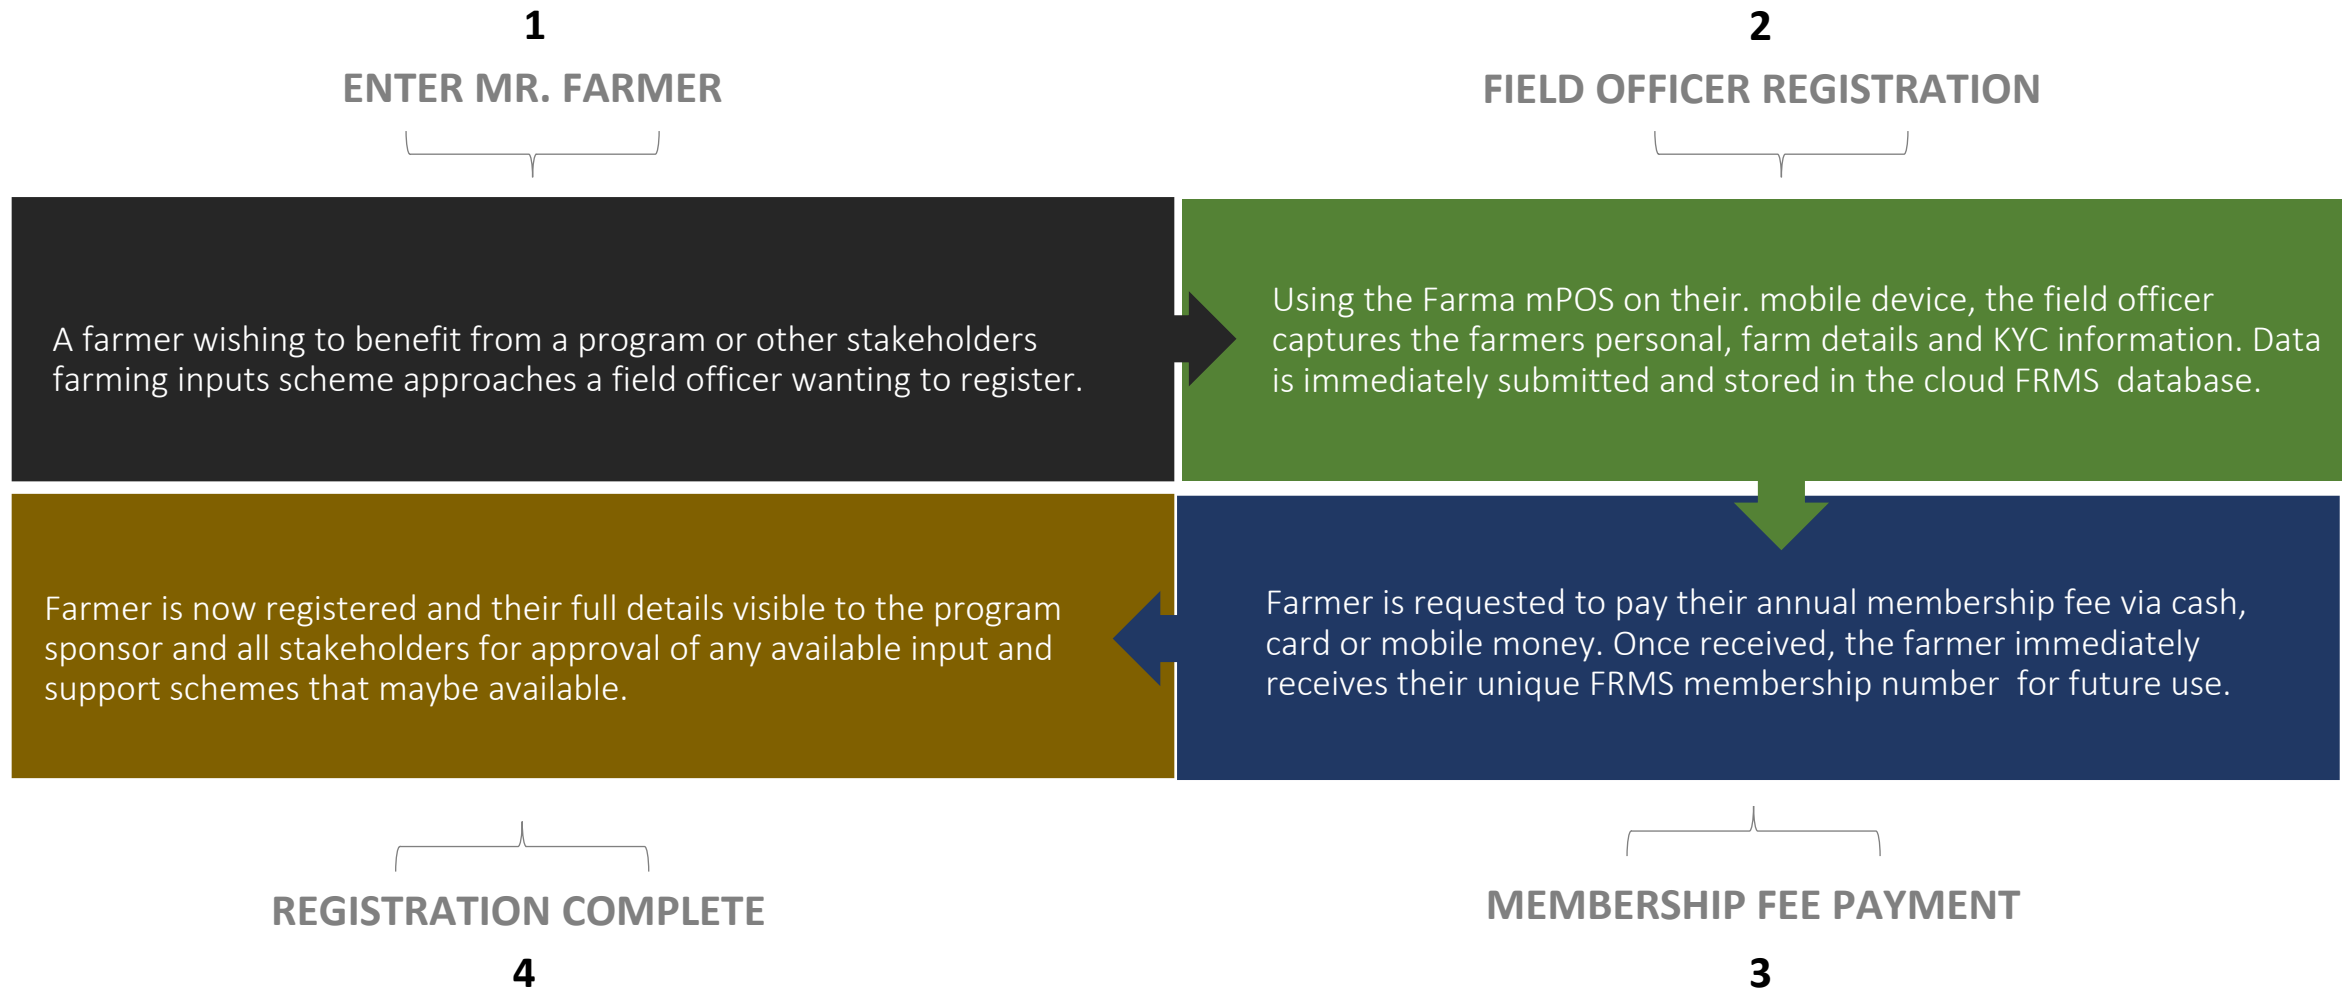 1
ENTER MR. FARMER
A farmer wishing to benefit from a program or other stakeholders
farming inputs scheme approaches a field officer wanting to register.
2
FIELD OFFICER REGISTRATION
Using the Farma mPOS on their. mobile device, the field officer
captures the farmers personal, farm details and KYC information. Data
is immediately submitted and stored in the cloud FRMS  database.
Farmer is requested to pay their annual membership fee via cash,
card or mobile money. Once received, the farmer immediately
receives their unique FRMS membership number  for future use.
MEMBERSHIP FEE PAYMENT
3
Farmer is now registered and their full details visible to the program
sponsor and all stakeholders for approval of any available input and
support schemes that maybe available.
REGISTRATION COMPLETE
4